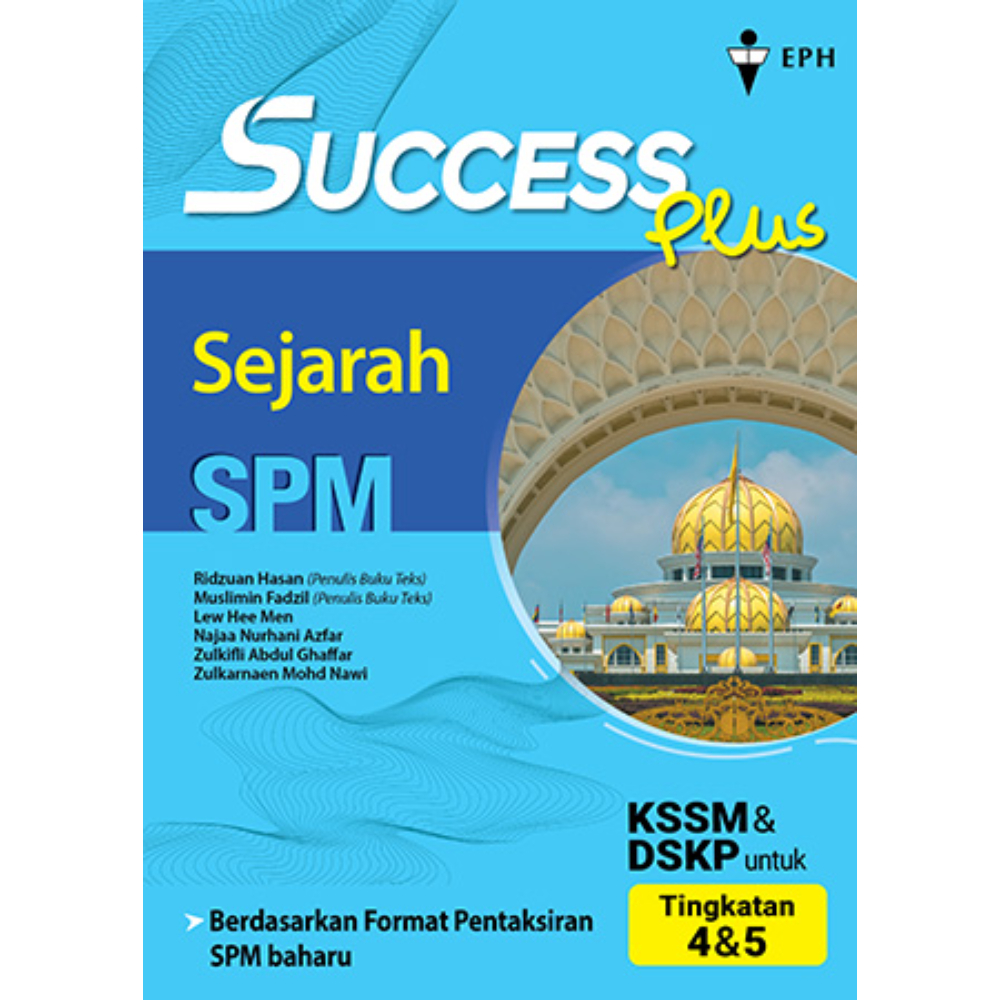 EPH
SUCCESS
Plus
Sejarah
SPM
Ridzuan Hasan (Penulis Buku Teks)
Muslimin Fadzil (Penulis Buku Teks)
Lew Hee Men
Najaa Nurhani Azfar
Zulkifli Abdul Ghaffar
Zulkarnaen Mohd Nawi
KSSM &
DSKP untuk
Tingkatan
4&5
Berdasarkan Format Pentaksiran
SPM baharu